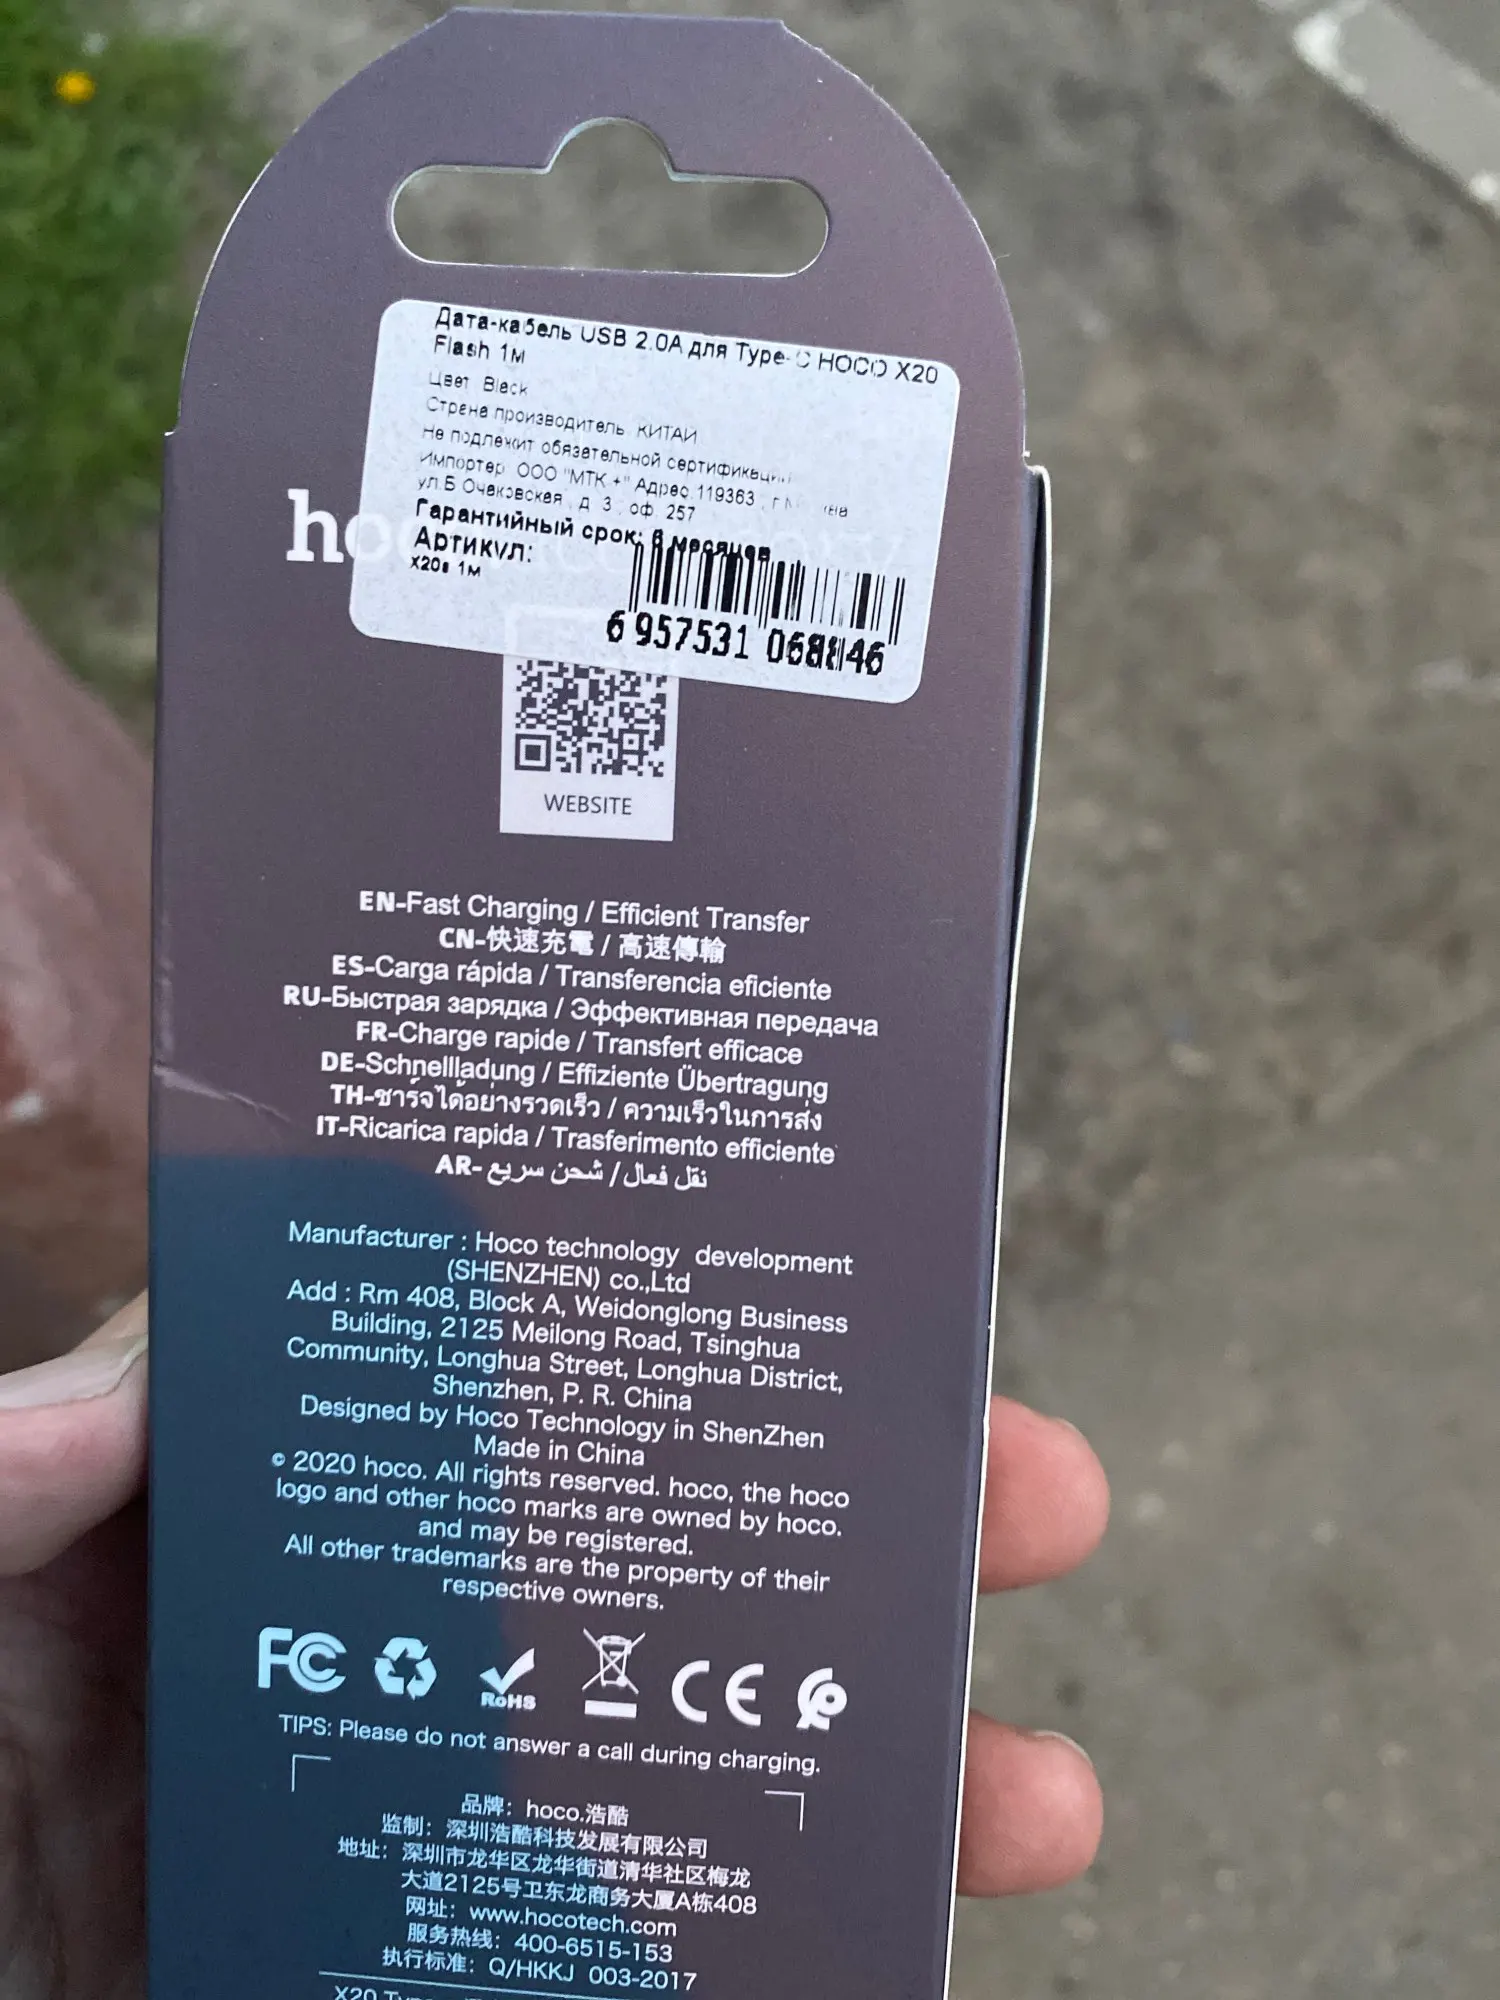 Дата-кабель USB 2.0A для Type-C HOCO X20
Flash 1м
Цвет Black
Страна производитель КИТАЙ
Не подлежит обязательной сертификации
Импортер ООО "МТК +" Адрес 119363, г
ул.Б Очаковская, д 3, оф. 257
Гарантийный срок: 6 месяцев
Артикул:
X20в 1м
6 957531 068846
WEBSITE
EN-Fast Charging / Efficient Transfer
CN-快速充電 / 高速傳輸
ES-Carga rápida / Transferencia eficiente
RU-Быстрая зарядка / Эффективная передача
FR-Charge rapide / Transfert efficace
DE-Schnellladung / Effiziente Übertragung
TH-ชาร์จได้อย่างรวดเร็ว / ความเร็วในการส่ง
IT-Ricarica rapida / Trasferimento efficiente
AR- نقل فعال / شحن سريع
Manufacturer : Hoco technology development
(SHENZHEN) co.,Ltd
Add : Rm 408, Block A, Weidonglong Business
Building, 2125 Meilong Road, Tsinghua
Community, Longhua Street, Longhua District,
Shenzhen, P. R. China
Designed by Hoco Technology in ShenZhen
Made in China
© 2020 hoco. All rights reserved. hoco, the hoco
logo and other hoco marks are owned by hoco.
and may be registered.
All other trademarks are the property of their
respective owners.
FC RoHS CE
TIPS: Please do not answer a call during charging.
品牌：hoco.浩酷
监制：深圳浩酷科技发展有限公司
地址：深圳市龙华区龙华街道清华社区梅龙
大道2125号卫东龙商务大厦A栋408
网址：www.hocotech.com
服务热线：400-6515-153
执行标准：Q/HKKJ 003-2017